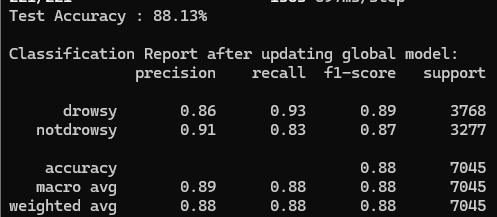 Test Accuracy : 88.13%
Classification Report after updating global model:
precision recall f1-score support
drowsy 0.86 0.93 0.89 3768
notdrowsy 0.91 0.83 0.87 3277
accuracy 0.88 7045
macro avg 0.89 0.88 0.88 7045
weighted avg 0.88 0.88 0.88 7045